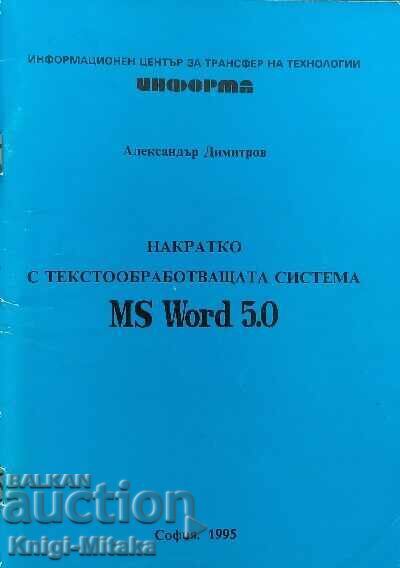 ИНФОРМАЦИОНЕН ЦЕНТЪР ЗА ТРАНСФЕР НА ТЕХНОЛОГИИ
ИНФОРМА
Александър Димитров
НАКРАТКО
С ТЕКСТООБРАБОТВАЩАТА СИСТЕМА
MS Word 5.0
BALKAN
auction
София, 1995
Knigi-Mitaka